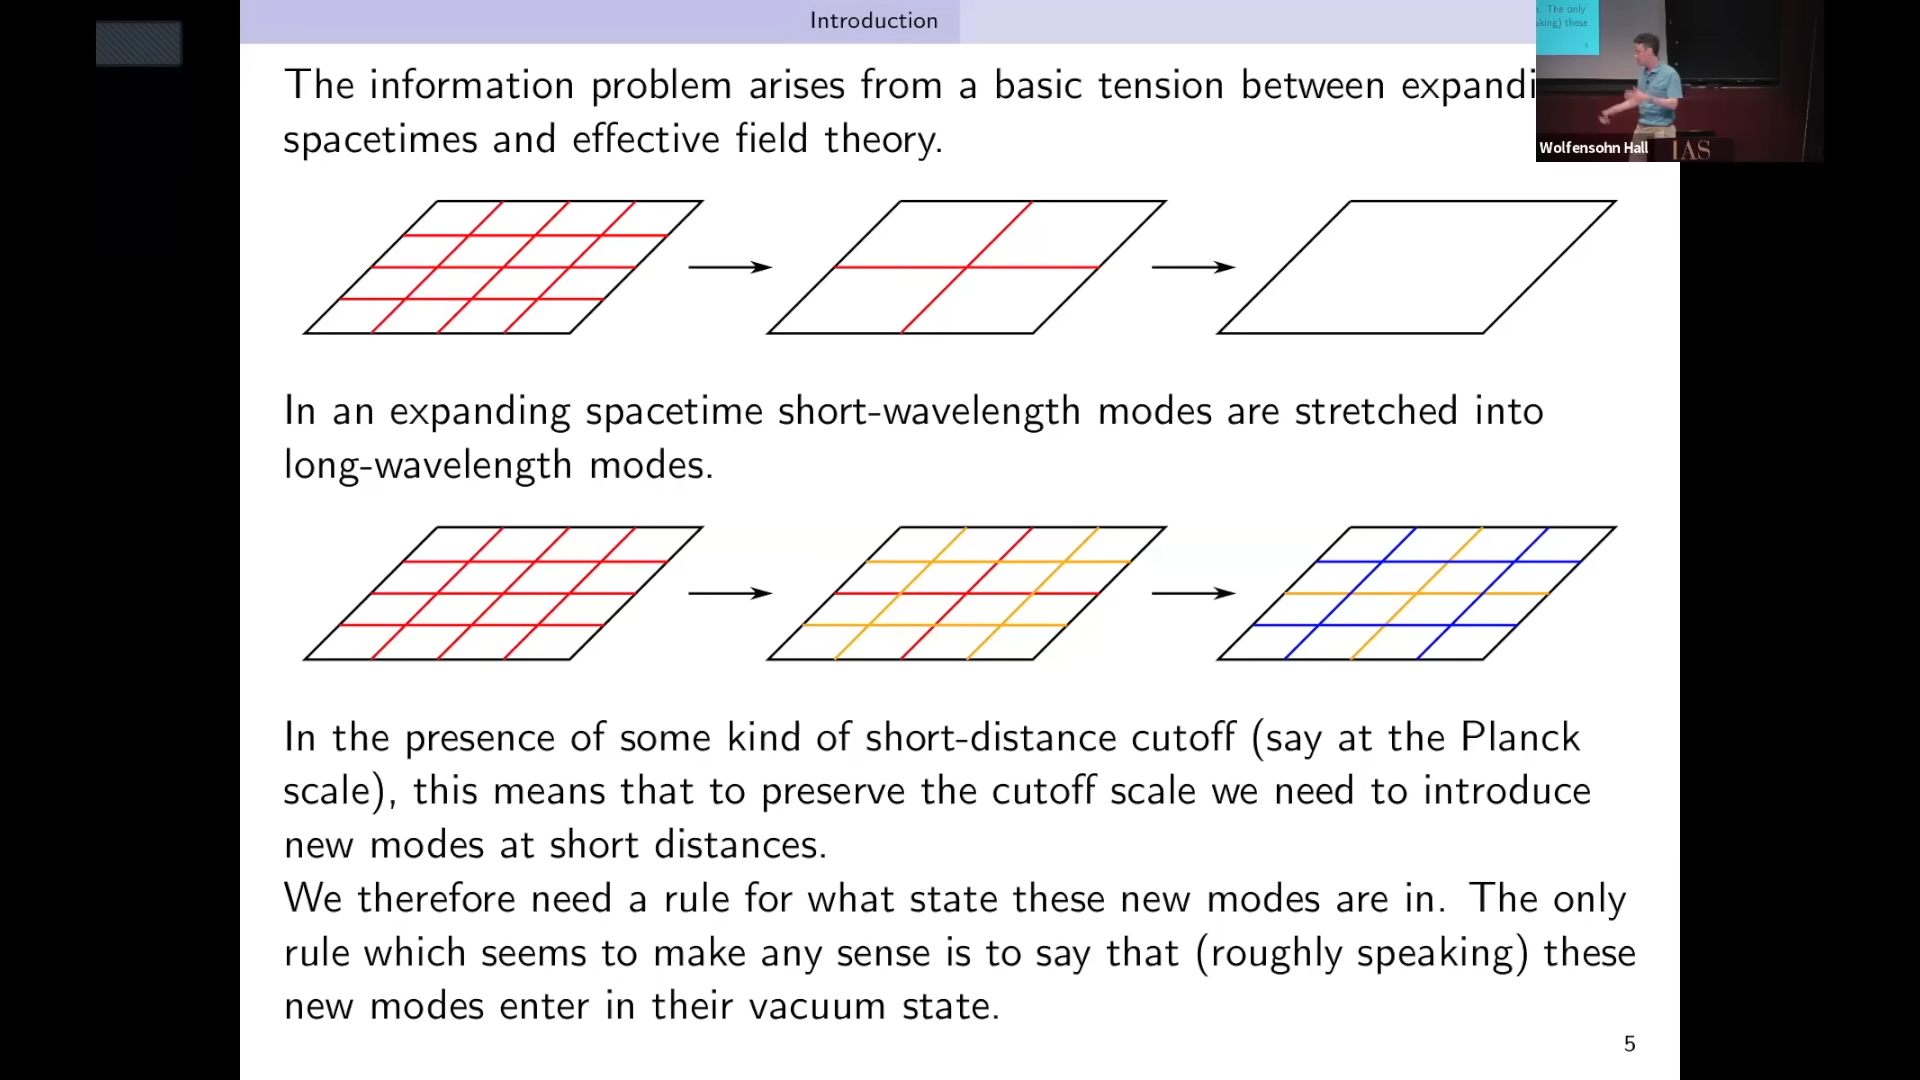 Introduction
The information problem arises from a basic tension between expandi
spacetimes and effective field theory.
. The only
aking) these
Wolfensohn Hall
IAS
In an expanding spacetime short-wavelength modes are stretched into
long-wavelength modes.
In the presence of some kind of short-distance cutoff (say at the Planck
scale), this means that to preserve the cutoff scale we need to introduce
new modes at short distances.
We therefore need a rule for what state these new modes are in. The only
rule which seems to make any sense is to say that (roughly speaking) these
new modes enter in their vacuum state.
5